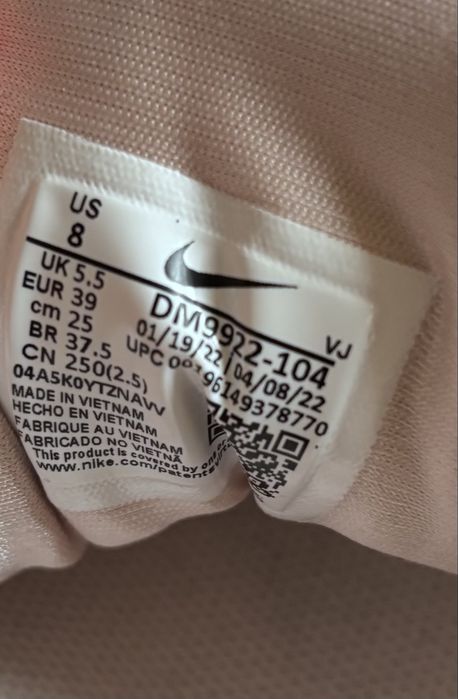 US
8
UK 5.5
EUR 39
cm 25
BR 37.5
CN 250(2.5)
04A5K0YTZNAVV
MADE IN VIETNAM
HECHO EN VIETNAM
FABRIQUE AU VIETNAM
FABRICADO NO VIETNÃ
This product is covered by one
www.nike.com/patents
VJ
DM9922-104
01/19/22 04/08/22
UPC 96149378770